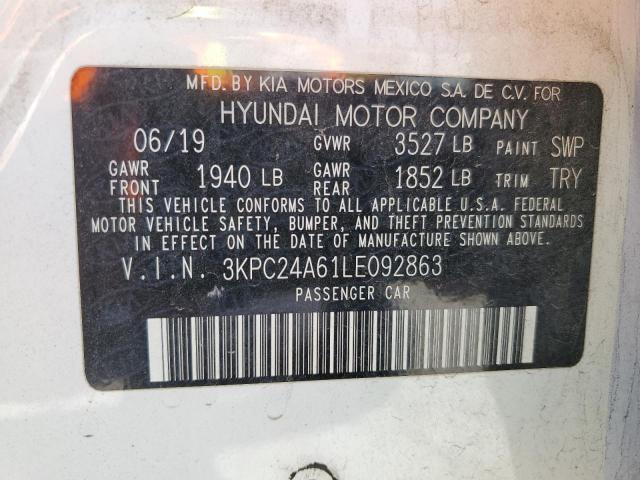 MFD. BY KIA MOTORS MEXICO S.A. DE C.V. FOR
HYUNDAI MOTOR COMPANY
06/19 GVWR 3527 LB PAINT SWP
GAWR FRONT 1940 LB GAWR REAR 1852 LB TRIM TRY
THIS VEHICLE CONFORMS TO ALL APPLICABLE U.S.A. FEDERAL
MOTOR VEHICLE SAFETY, BUMPER, AND THEFT PREVENTION STANDARDS
IN EFFECT ON THE DATE OF MANUFACTURE SHOWN ABOVE.
V.I.N. 3KPC24A61LE092863
PASSENGER CAR